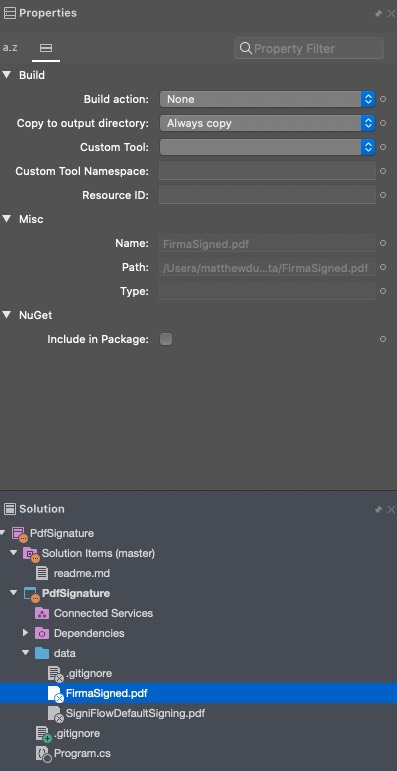 Properties
a.z
Property Filter
Build
Build action: None
Copy to output directory: Always copy
Custom Tool:
Custom Tool Namespace:
Resource ID:
Misc
Name: FirmaSigned.pdf
Path: /Users/matthewdu...ta/FirmaSigned.pdf
Type:
NuGet
Include in Package:
Solution
PdfSignature
Solution Items (master)
readme.md
PdfSignature
Connected Services
Dependencies
data
.gitignore
FirmaSigned.pdf
SigniFlowDefaultSigning.pdf
.gitignore
Program.cs